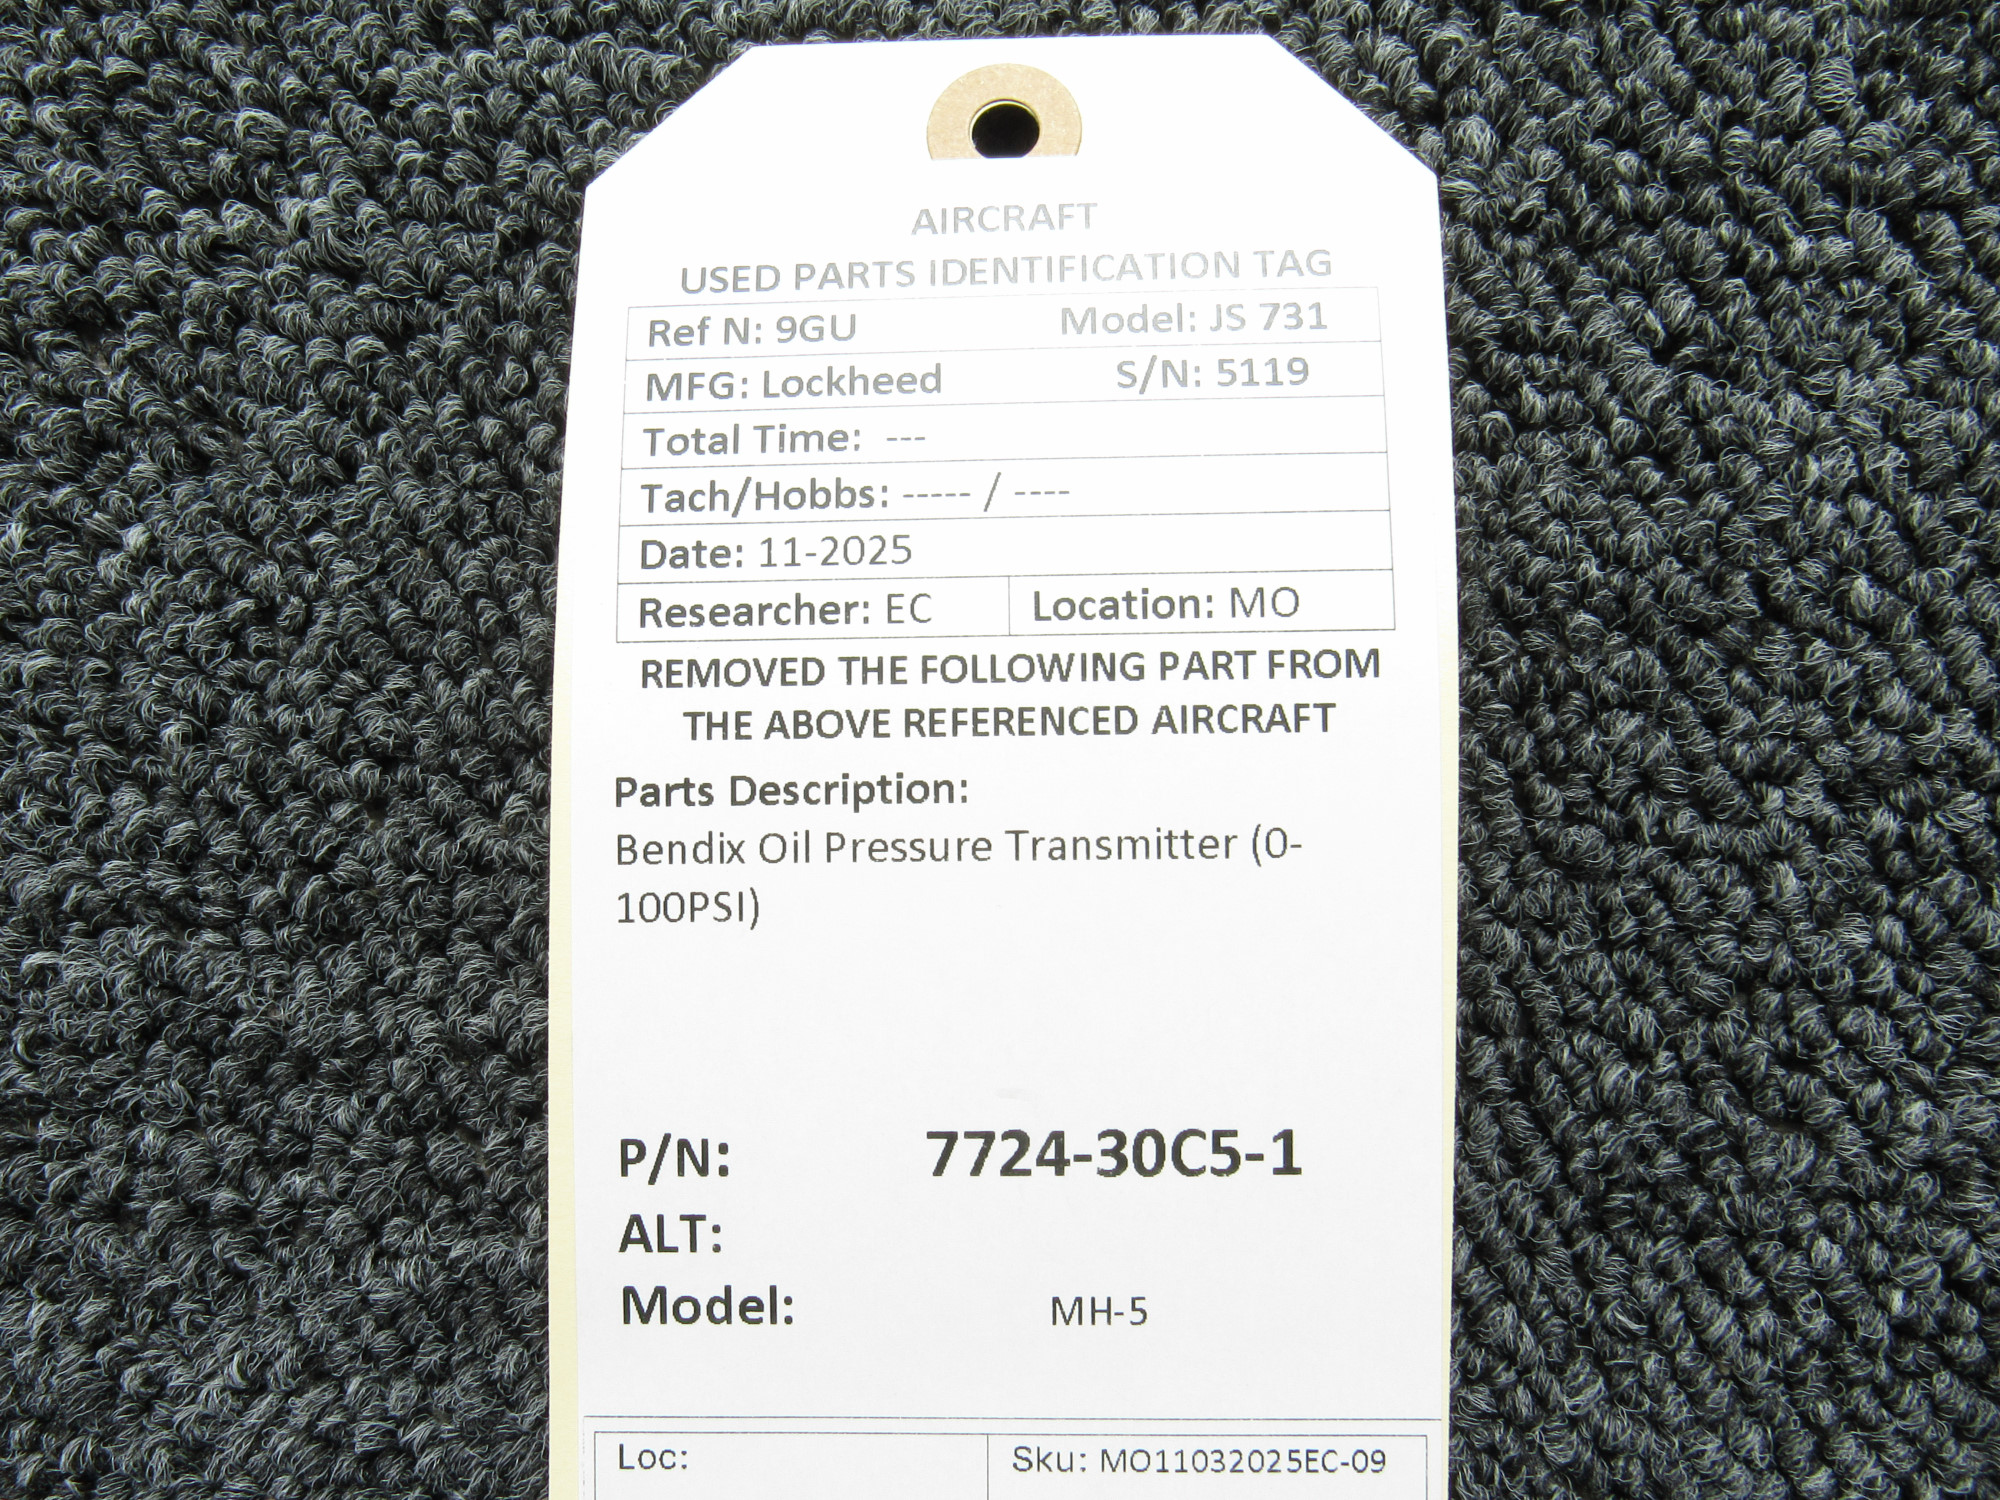 AIRCRAFT
USED PARTS IDENTIFICATION TAG
Ref N: 9GU Model: JS 731
MFG: Lockheed S/N: 5119
Total Time: ---
Tach/Hobbs: ----- / ----
Date: 11-2025
Researcher: EC Location: MO
REMOVED THE FOLLOWING PART FROM
THE ABOVE REFERENCED AIRCRAFT
Parts Description:
Bendix Oil Pressure Transmitter (0-
100PSI)
P/N: 7724-30C5-1
ALT:
Model: MH-5
Loc: Sku: MO11032025EC-09